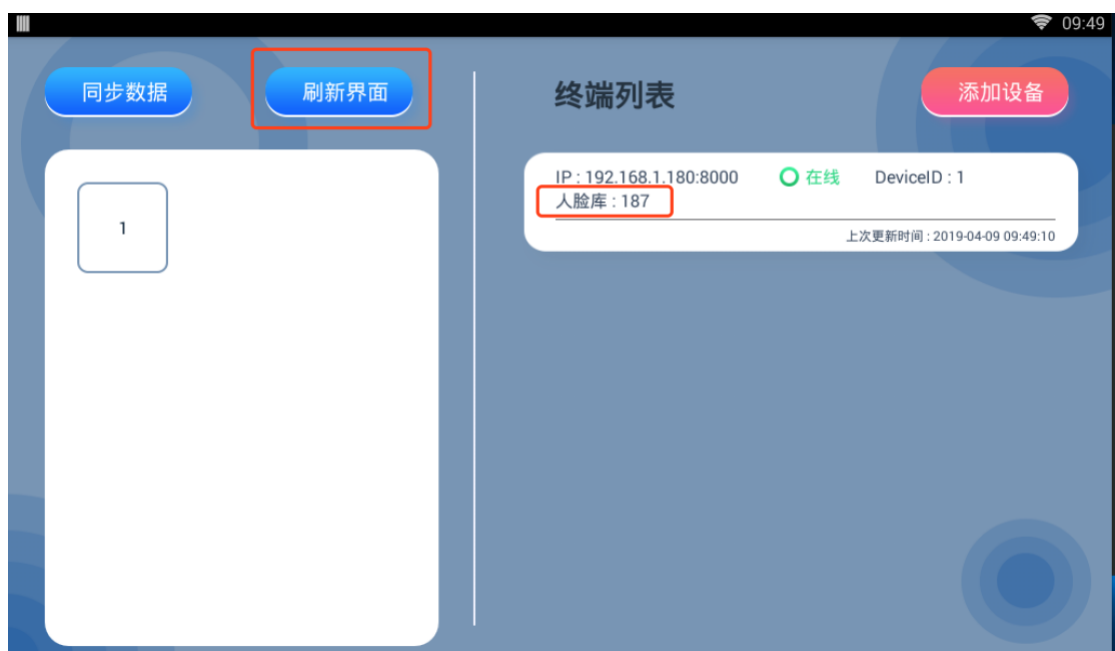 09:49
同步数据
刷新界面
1
终端列表
添加设备
IP : 192.168.1.180:8000 在线 DeviceID : 1
人脸库 : 187
上次更新时间 : 2019-04-09 09:49:10